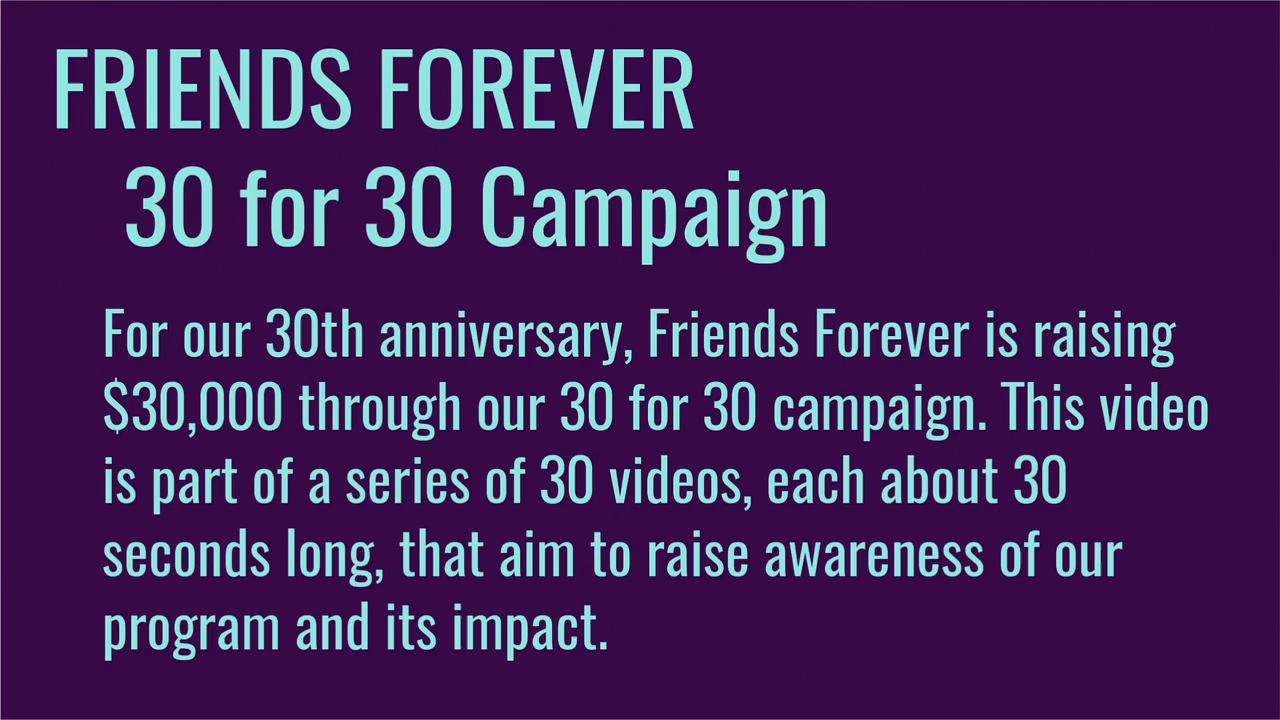 FRIENDS FOREVER
30 for 30 Campaign
For our 30th anniversary, Friends Forever is raising
$30,000 through our 30 for 30 campaign. This video
is part of a series of 30 videos, each about 30
seconds long, that aim to raise awareness of our
program and its impact.